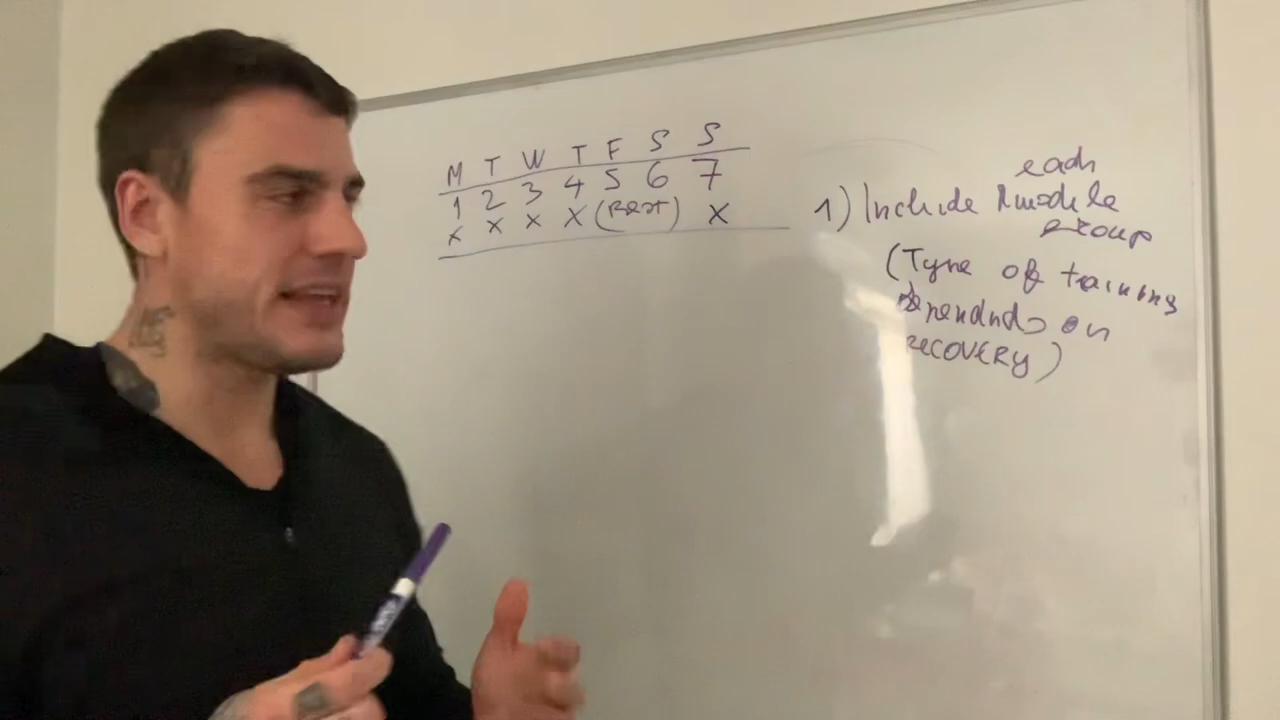 M T W T F S S
1 2 3 4 5 6 7
X X X X (REST) X
each
1) Include muscle
group
(Type of training
depends on
RECOVERY)